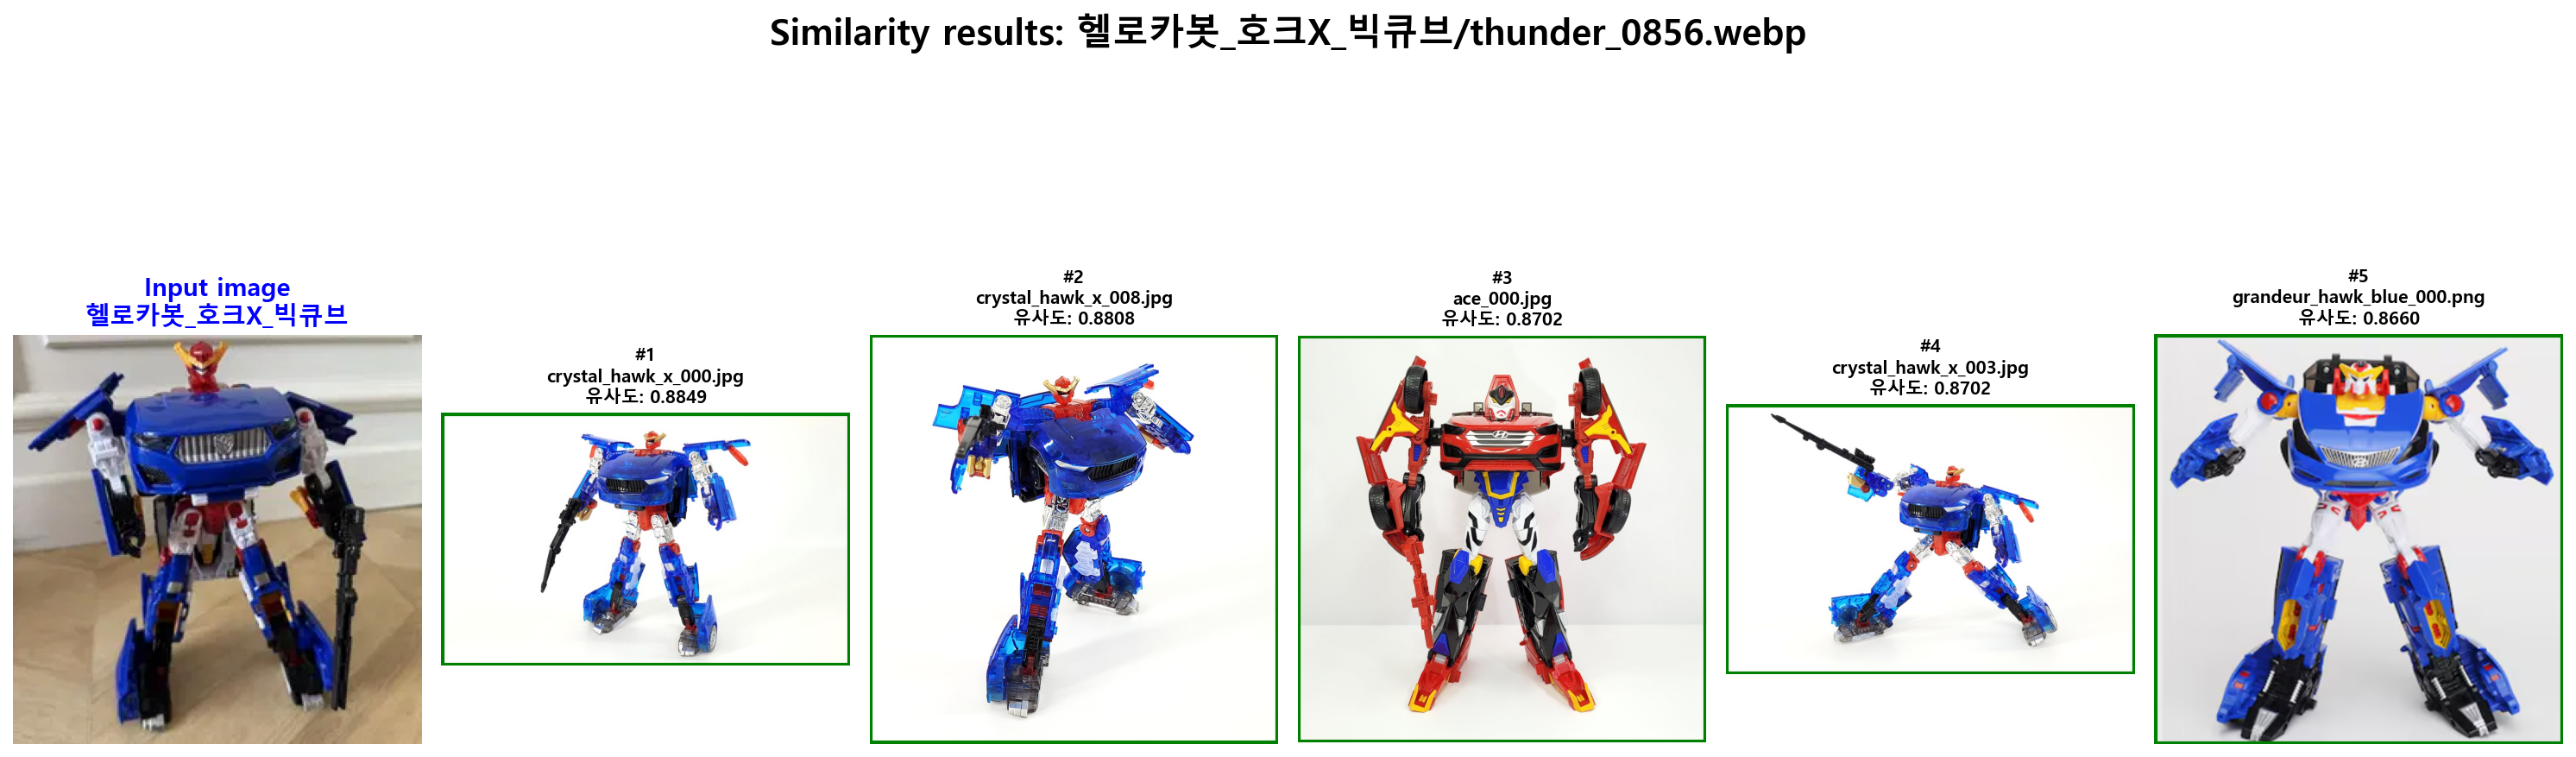 Similarity results: 헬로카봇_호크X_빅큐브/thunder_0856.webp
Input image
헬로카봇_호크X_빅큐브
#1
crystal_hawk_x_000.jpg
유사도: 0.8849
#2
crystal_hawk_x_008.jpg
유사도: 0.8808
#3
ace_000.jpg
유사도: 0.8702
#4
crystal_hawk_x_003.jpg
유사도: 0.8702
#5
grandeur_hawk_blue_000.png
유사도: 0.8660